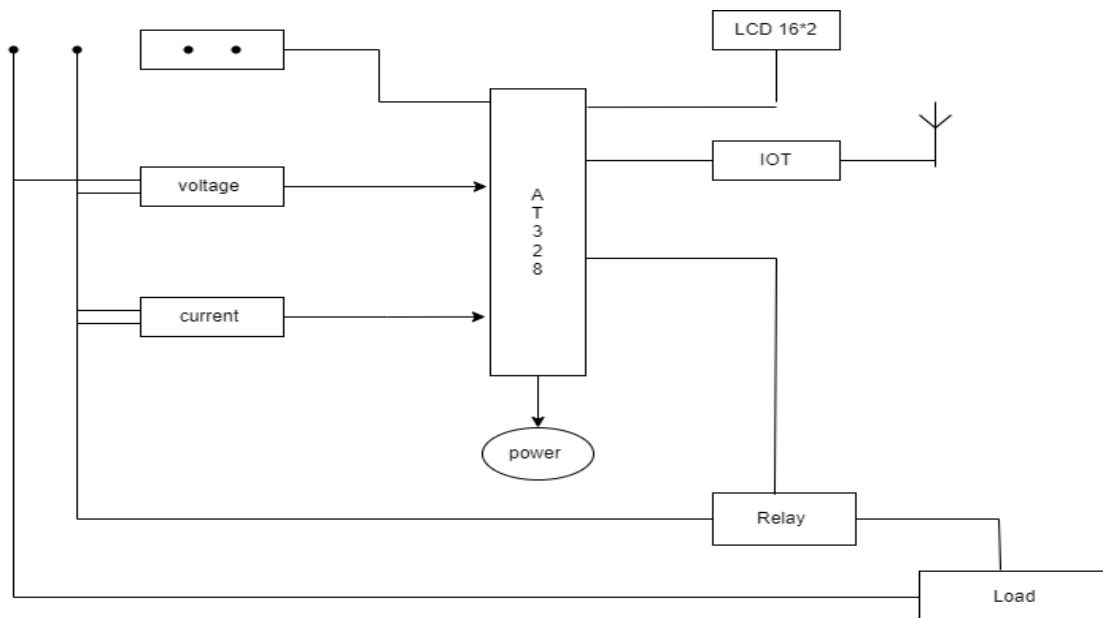 LCD 16*2
IOT
voltage
A
T
3
2
8
current
power
Relay
Load